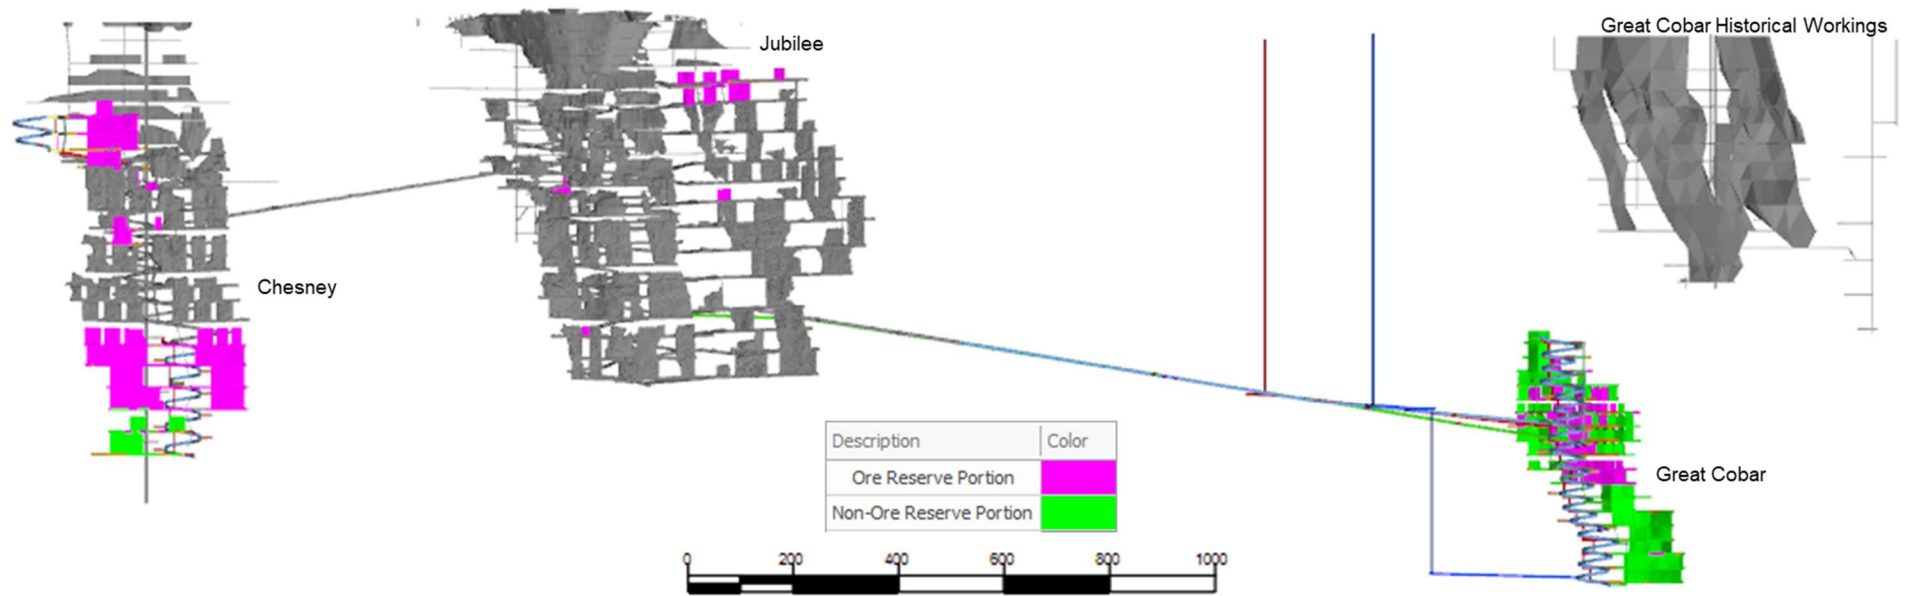 Great Cobar Historical Workings
Jubilee
Chesney
Description Color
Ore Reserve Portion
Non-Ore Reserve Portion
Great Cobar
0 200 400 600 800 1000